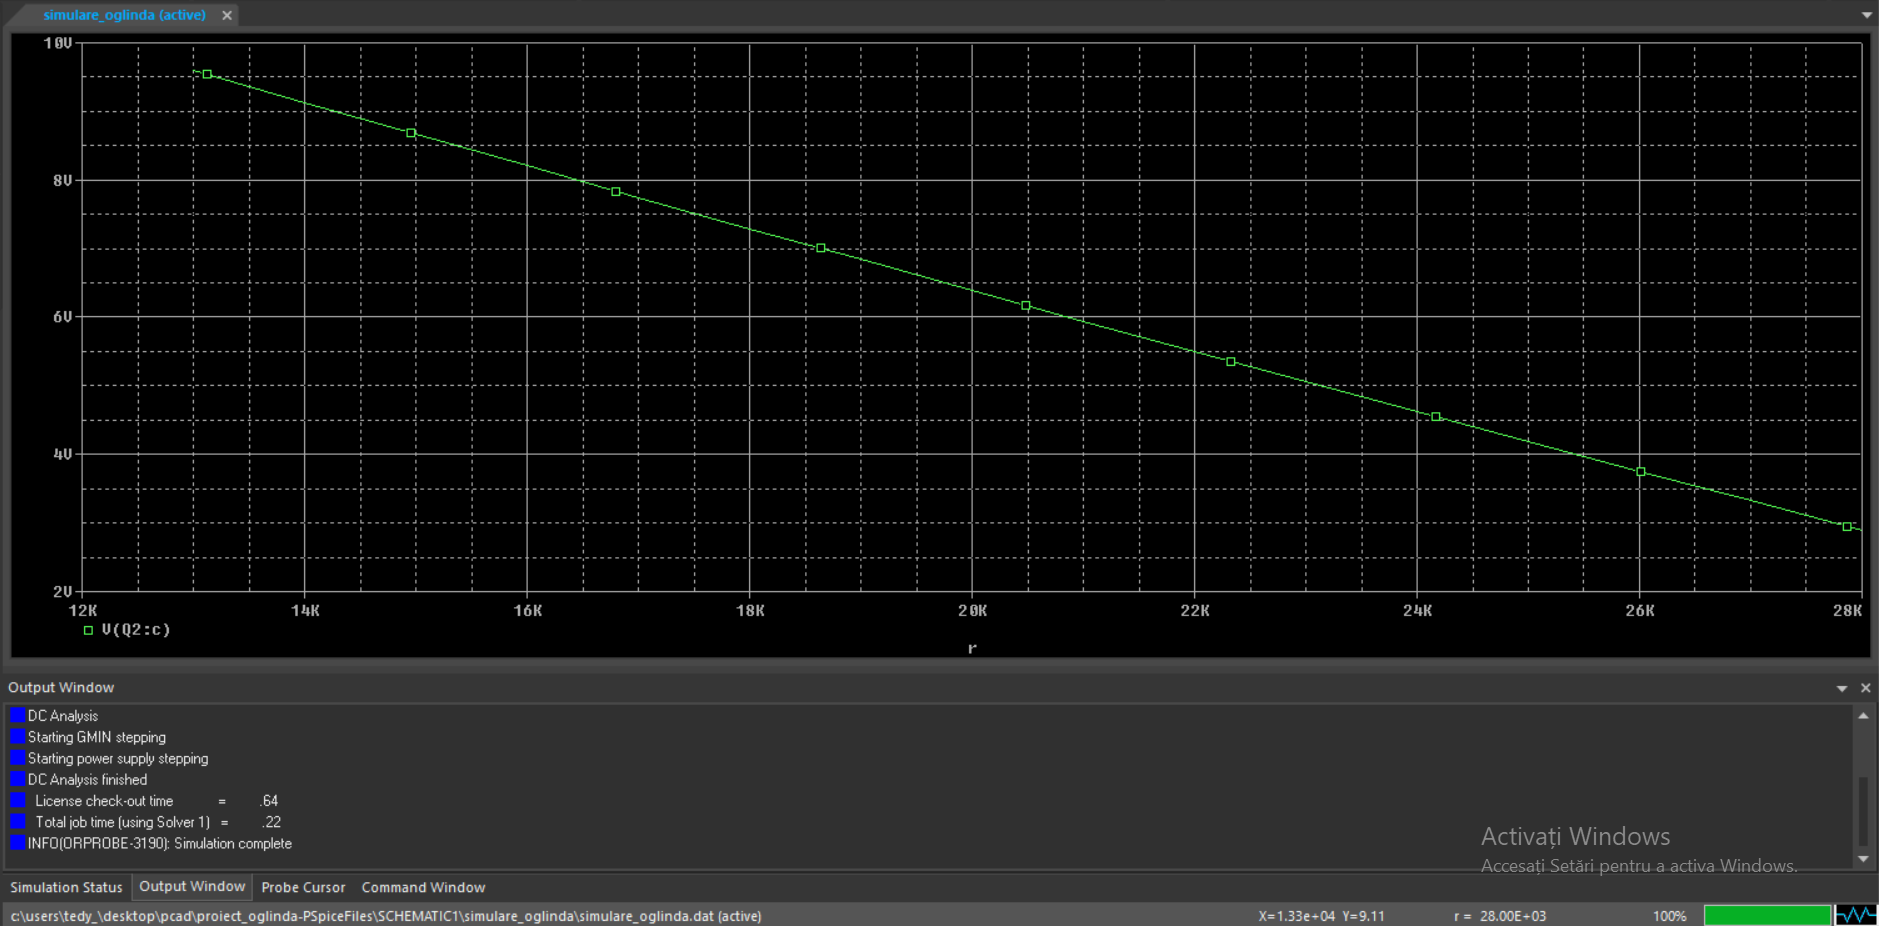 simulare_oglinda (active)
10V
8V
6V
4V
2V
12K 14K 16K 18K 20K 22K 24K 26K 28K
V(Q2:c)
r
Output Window
DC Analysis
Starting GMIN stepping
Starting power supply stepping
DC Analysis finished
License check-out time = .64
Total job time (using Solver 1) = .22
INFO(ORPROBE-3190): Simulation complete
Activați Windows
Accesați Setări pentru a activa Windows.
Simulation Status Output Window Probe Cursor Command Window
c:\users\tedy_\desktop\pcad\proiect_oglinda-PSpiceFiles\SCHEMATIC1\simulare_oglinda\simulare_oglinda.dat (active) X=1.33e+04 Y=9.11 r = 28.00E+03 100%